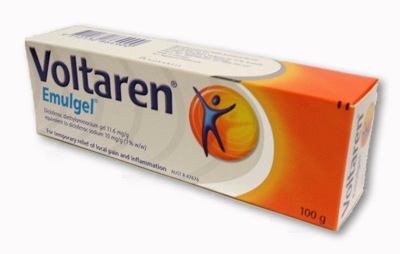 Voltaren®
Emulgel®
Diclofenac diethylammonium gel 11.6 mg/g
equivalent to diclofenac sodium 10 mg/g (1% w/w)
For temporary relief of local pain and inflammation
100 g